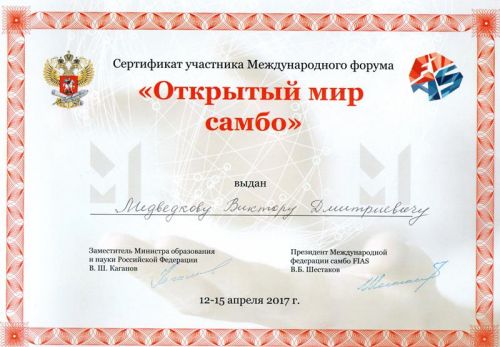 Сертификат участника Международного форума
«Открытый мир
самбо»
FIAS
выдан
Медведкову Виктору Дмитриевичу
Заместитель Министра образования
и науки Российской Федерации
В. Ш. Каганов
Президент Международной
федерации самбо FIAS
В.Б. Шестаков
12-15 апреля 2017 г.